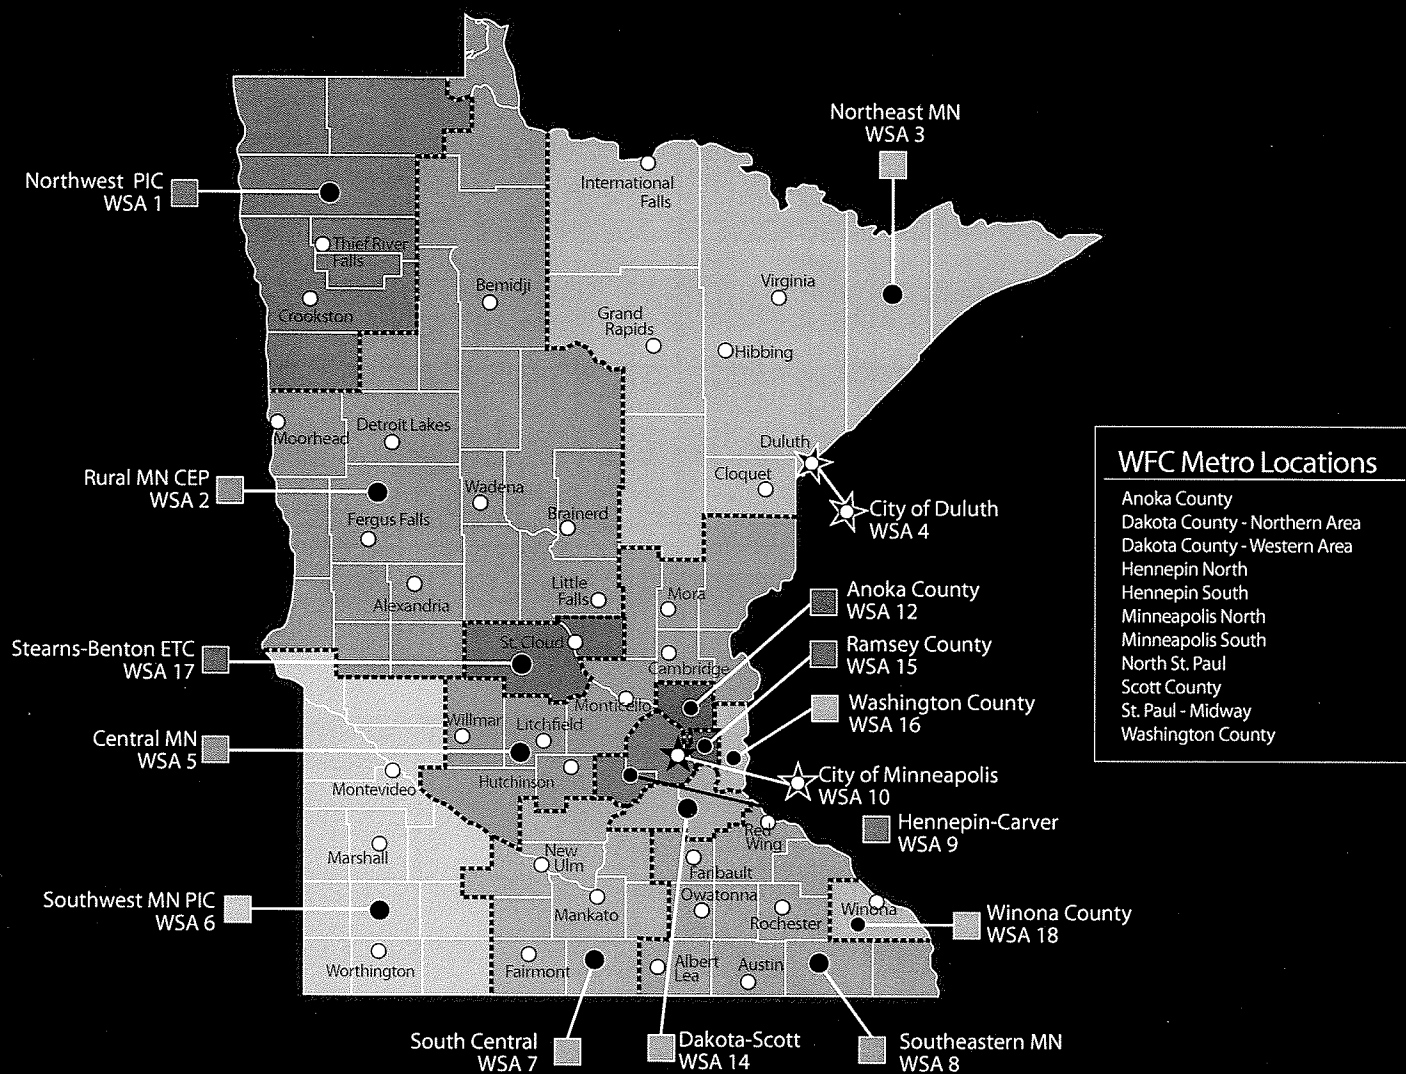 Northeast MN
WSA 3
International
Falls
Northwest PIC
WSA 1
Thief River
Falls
Bemidji
Virginia
Crookston
Grand
Rapids
Hibbing
Moorhead
Detroit Lakes
Duluth
Cloquet
Rural MN CEP
WSA 2
Wadena
Fergus Falls
Brainerd
City of Duluth
WSA 4
WFC Metro Locations
Anoka County
Dakota County - Northern Area
Dakota County - Western Area
Hennepin North
Hennepin South
Minneapolis North
Minneapolis South
North St. Paul
Scott County
St. Paul - Midway
Washington County
Alexandria
Little
Falls
Mora
Anoka County
WSA 12
Stearns-Benton ETC
WSA 17
St. Cloud
Cambridge
Ramsey County
WSA 15
Monticello
Washington County
WSA 16
Central MN
WSA 5
Willmar
Litchfield
Montevideo
Hutchinson
City of Minneapolis
WSA 10
Red
Wing
Hennepin-Carver
WSA 9
Marshall
New
Ulm
Faribault
Southwest MN PIC
WSA 6
Mankato
Owatonna
Rochester
Winona
Winona County
WSA 18
Worthington
Fairmont
Albert
Lea
Austin
South Central
WSA 7
Dakota-Scott
WSA 14
Southeastern MN
WSA 8